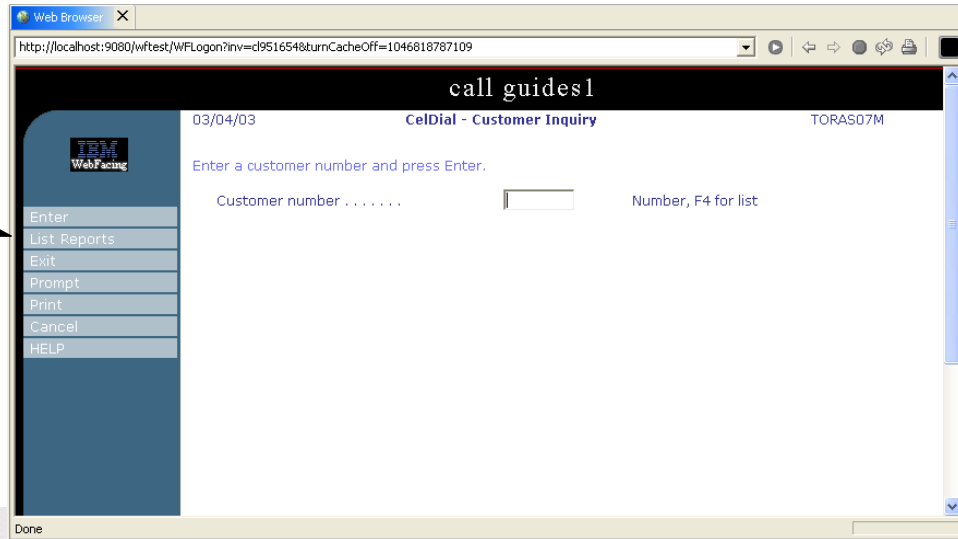 Web Browser X
http://localhost:9080/wftest/WFLogon?inv=cl951654&turnCacheOff=1046818787109
call guides1
03/04/03 CelDial - Customer Inquiry TORAS07M
IBM
WebFacing
Enter a customer number and press Enter.
Customer number . . . . . . . Number, F4 for list
Enter
List Reports
Exit
Prompt
Print
Cancel
HELP
Done